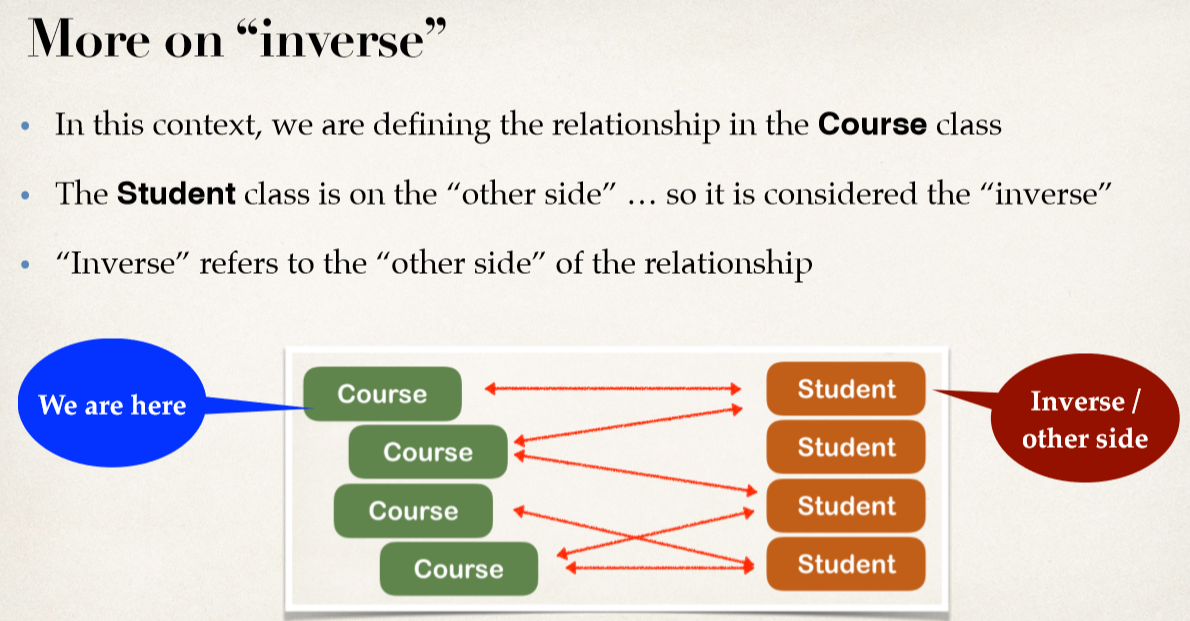 More on “inverse”
• In this context, we are defining the relationship in the Course class
• The Student class is on the “other side” … so it is considered the “inverse”
• “Inverse” refers to the “other side” of the relationship
We are here
Course
Course
Course
Course
Student
Student
Student
Student
Inverse /
other side